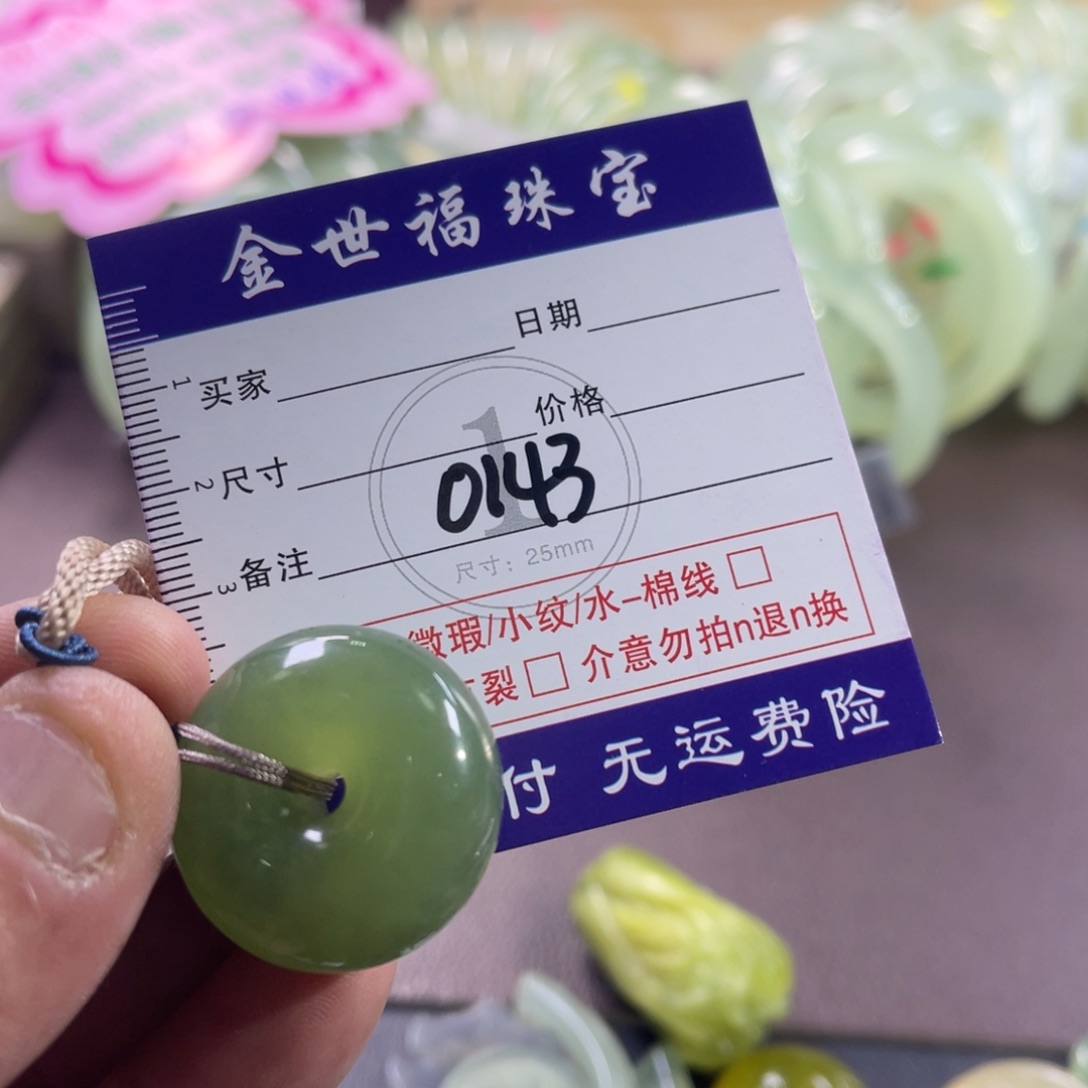 金世福珠宝
日期
买家
价格
尺寸
1
0143
备注
尺寸：25mm
1
2
3
微瑕/小纹/水-棉线 □
裂 □ 介意勿拍n退n换
付 无运费险